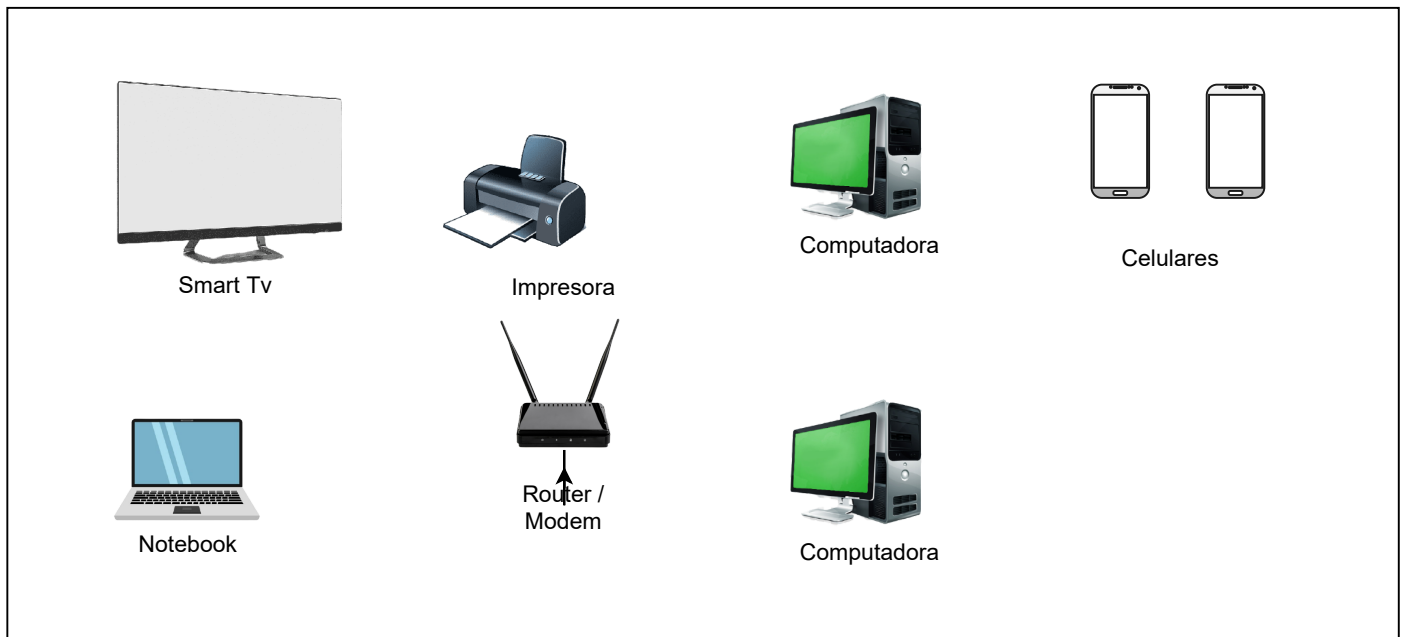 Smart Tv
Impresora
Computadora
Celulares
Notebook
Router /
Modem
Computadora